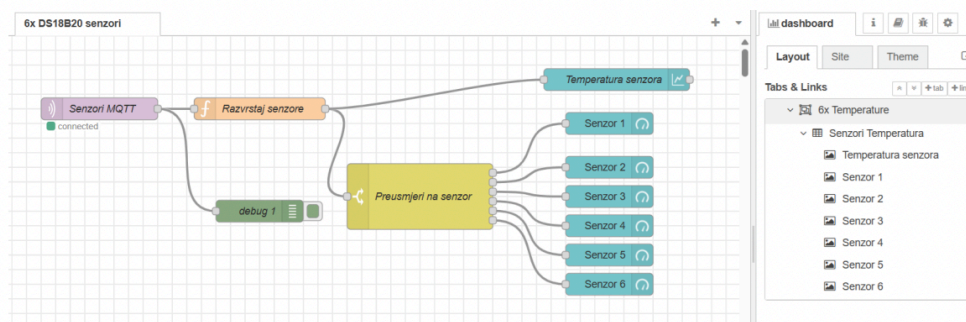 6x DS18B20 senzori
Senzori MQTT
connected
Razvrstaj senzore
debug 1
Preusmjeri na senzor
Temperatura senzora
Senzor 1
Senzor 2
Senzor 3
Senzor 4
Senzor 5
Senzor 6
dashboard
i
Layout
Site
Theme
Tabs & Links
+tab
+lin
6x Temperature
Senzori Temperatura
Temperatura senzora
Senzor 1
Senzor 2
Senzor 3
Senzor 4
Senzor 5
Senzor 6